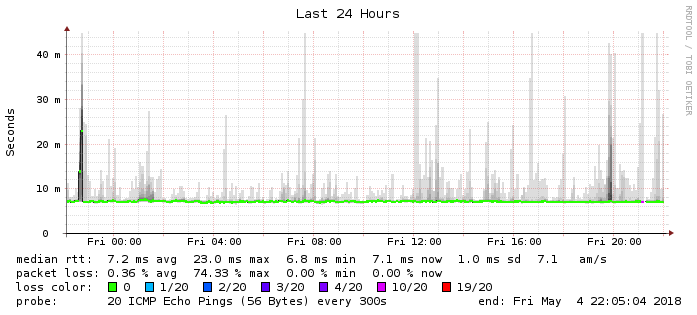 Last 24 Hours
RRDTOOL / TOBI OETIKER
Seconds
40 m
30 m
20 m
10 m
0
Fri 00:00 Fri 04:00 Fri 08:00 Fri 12:00 Fri 16:00 Fri 20:00
median rtt: 7.2 ms avg 23.0 ms max 6.8 ms min 7.1 ms now 1.0 ms sd 7.1 am/s
packet loss: 0.36 % avg 74.33 % max 0.00 % min 0.00 % now
loss color: 0 1/20 2/20 3/20 4/20 10/20 19/20
probe: 20 ICMP Echo Pings (56 Bytes) every 300s end: Fri May 4 22:05:04 2018